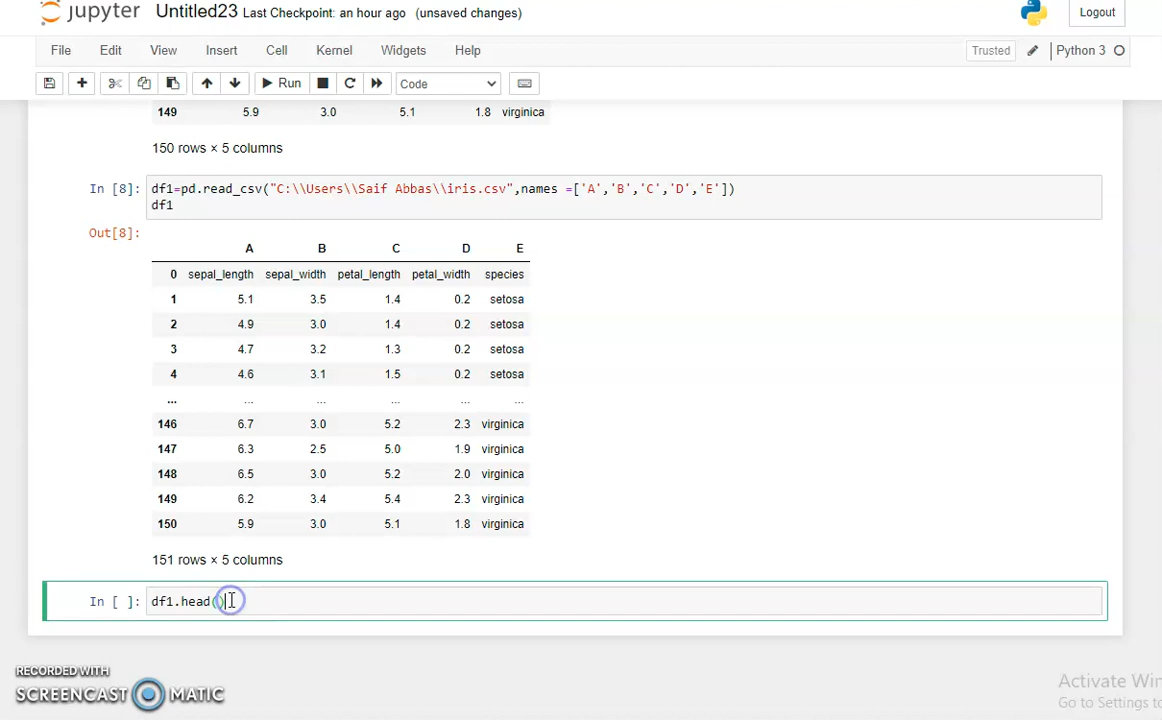 jupyter Untitled23 Last Checkpoint: an hour ago (unsaved changes) Logout
File Edit View Insert Cell Kernel Widgets Help Trusted Python 3
Run Code
149 5.9 3.0 5.1 1.8 virginica
150 rows × 5 columns
In [8]: df1=pd.read_csv("C:\\Users\\Saif Abbas\\iris.csv",names =['A','B','C','D','E'])
df1
Out[8]:
A B C D E
0 sepal_length sepal_width petal_length petal_width species
1 5.1 3.5 1.4 0.2 setosa
2 4.9 3.0 1.4 0.2 setosa
3 4.7 3.2 1.3 0.2 setosa
4 4.6 3.1 1.5 0.2 setosa
... ... ... ... ... ...
146 6.7 3.0 5.2 2.3 virginica
147 6.3 2.5 5.0 1.9 virginica
148 6.5 3.0 5.2 2.0 virginica
149 6.2 3.4 5.4 2.3 virginica
150 5.9 3.0 5.1 1.8 virginica
151 rows × 5 columns
In [ ]: df1.head()
RECORDED WITH
SCREENCAST MATIC
Activate Win
Go to Settings to